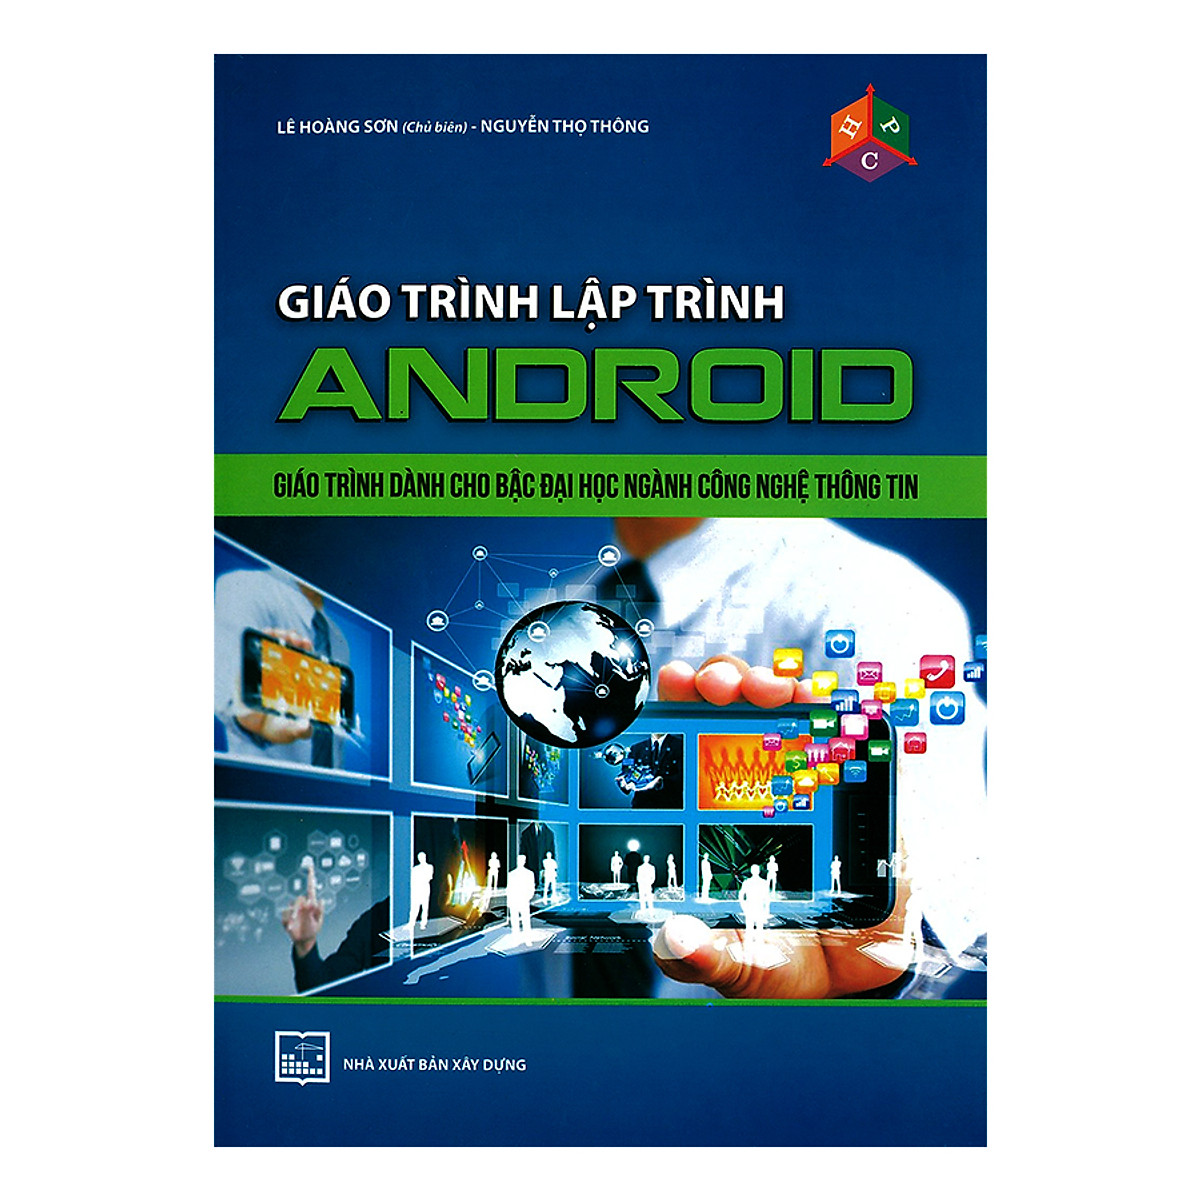 LÊ HOÀNG SƠN (Chủ biên) - NGUYỄN THỌ THÔNG
H P
C
GIÁO TRÌNH LẬP TRÌNH
ANDROID
GIÁO TRÌNH DÀNH CHO BẬC ĐẠI HỌC NGÀNH CÔNG NGHỆ THÔNG TIN
NHÀ XUẤT BẢN XÂY DỰNG